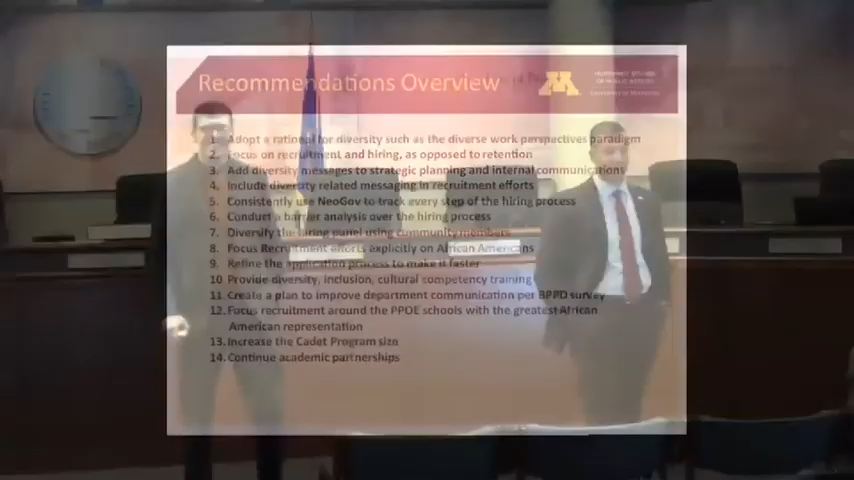 Recommendations Overview
1. Adopt a rational for diversity such as the diverse work perspectives paradigm
2. Focus on recruitment and hiring, as opposed to retention
3. Add diversity messages to strategic planning and internal communications
4. Include diversity related messaging in recruitment efforts
5. Consistently use NeoGov to track every step of the hiring process
6. Conduct a barrier analysis over the hiring process
7. Diversify the hiring panel using community members
8. Focus Recruitment efforts explicitly on African Americans
9. Refine the application process to make it faster
10. Provide diversity, inclusion, cultural competency training
11. Create a plan to improve department communication per BPPD survey
12. Focus recruitment around the PPOE schools with the greatest African
American representation
13. Increase the Cadet Program size
14. Continue academic partnerships